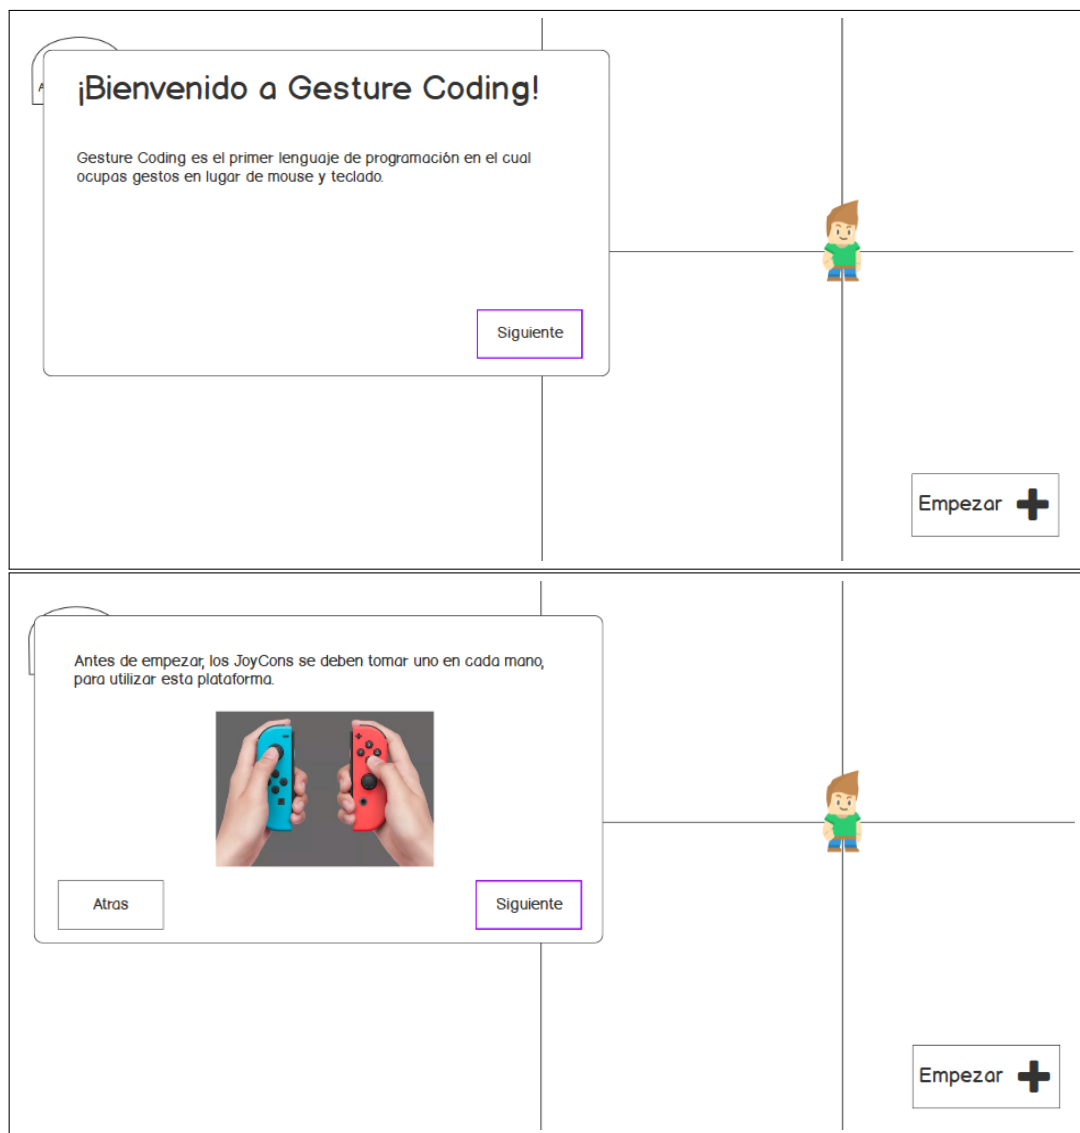 ¡Bienvenido a Gesture Coding!
A
Gesture Coding es el primer lenguaje de programación en el cual
ocupas gestos en lugar de mouse y teclado.
Siguiente
Empezar
Antes de empezar, los JoyCons se deben tomar uno en cada mano,
para utilizar esta plataforma.
Atras
Siguiente
Empezar